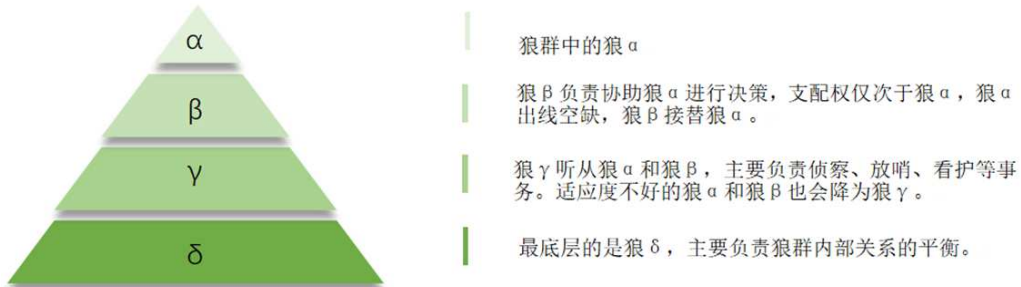 α
狼群中的狼α
β
狼β负责协助狼α进行决策，支配权仅次于狼α，狼α
出线空缺，狼β接替狼α。
γ
狼γ听从狼α和狼β，主要负责侦察、放哨、看护等事
务。适应度不好的狼α和狼β也会降为狼γ。
δ
最底层的是狼δ，主要负责狼群内部关系的平衡。